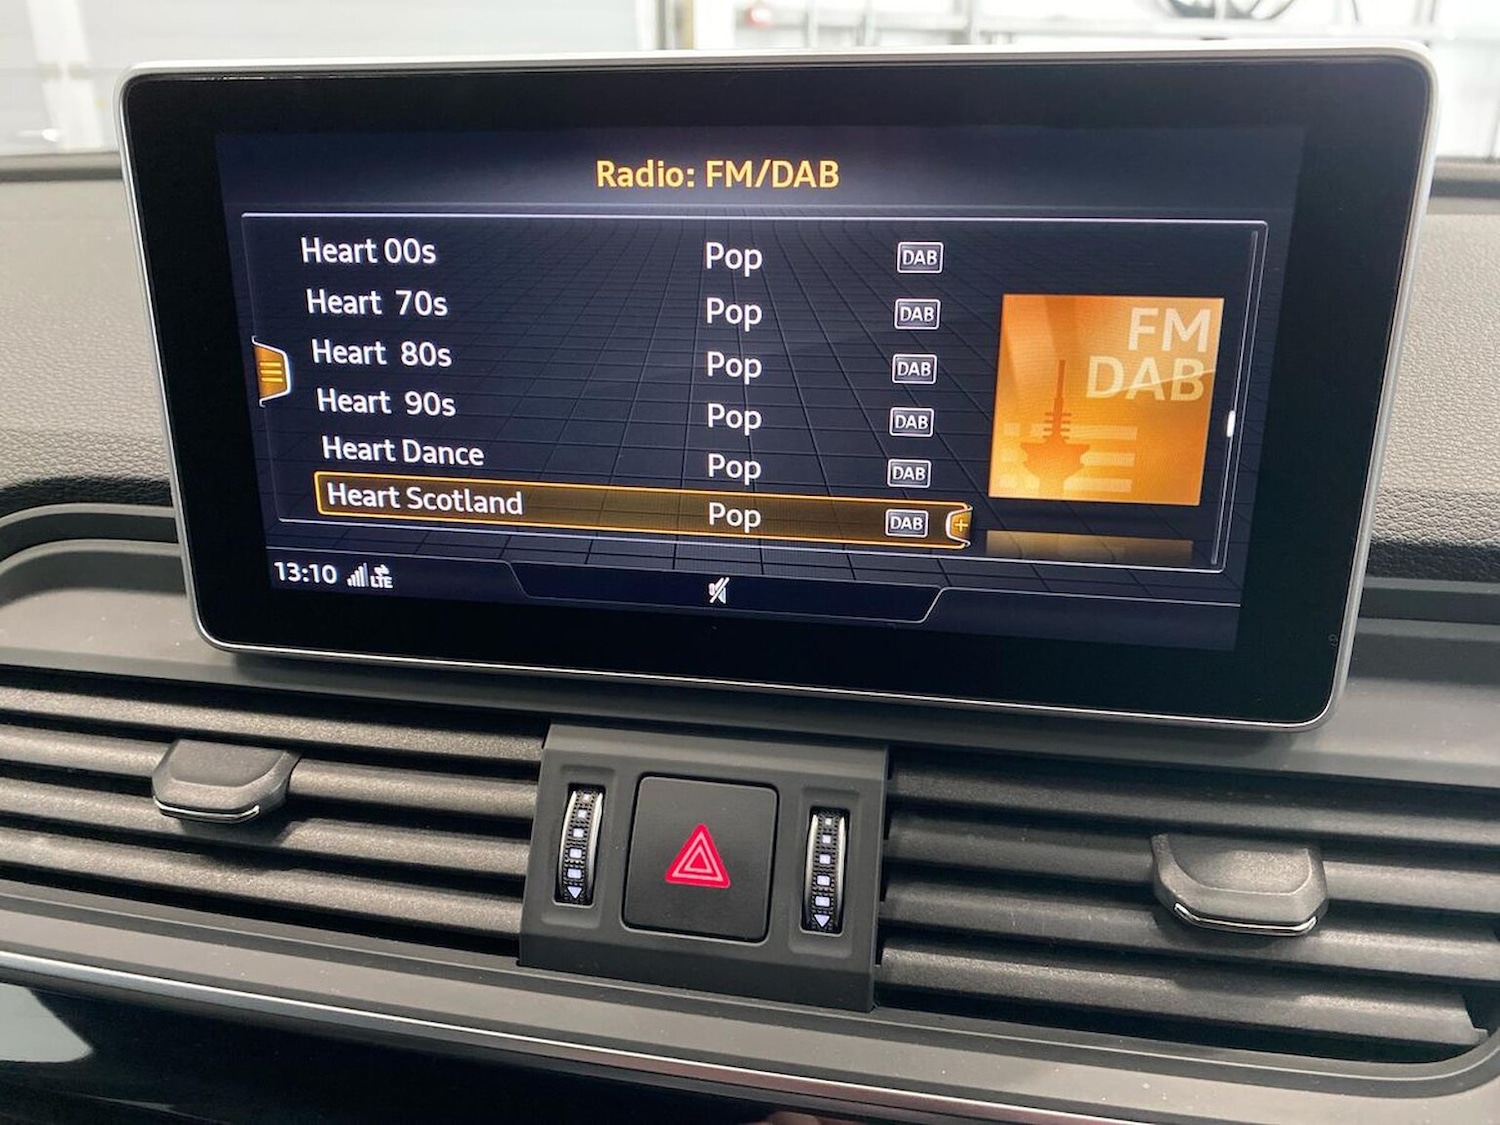 Radio: FM/DAB
Heart 00s Pop DAB
Heart 70s Pop DAB
Heart 80s Pop DAB
Heart 90s Pop DAB
Heart Dance Pop DAB
Heart Scotland Pop DAB +
FM
DAB
13:10 LTE